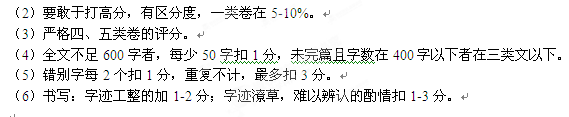 （2）要敢于打高分，有区分度，一类卷在 5-10%。
（3）严格四、五类卷的评分。
（4）全文不足 600 字者，每少 50 字扣 1 分，未完篇且字数在 400 字以下者在三类文以下。
（5）错别字每 2 个扣 1 分，重复不计，最多扣 3 分。
（6）书写：字迹工整的加 1-2 分；字迹潦草，难以辨认的酌情扣 1-3 分。